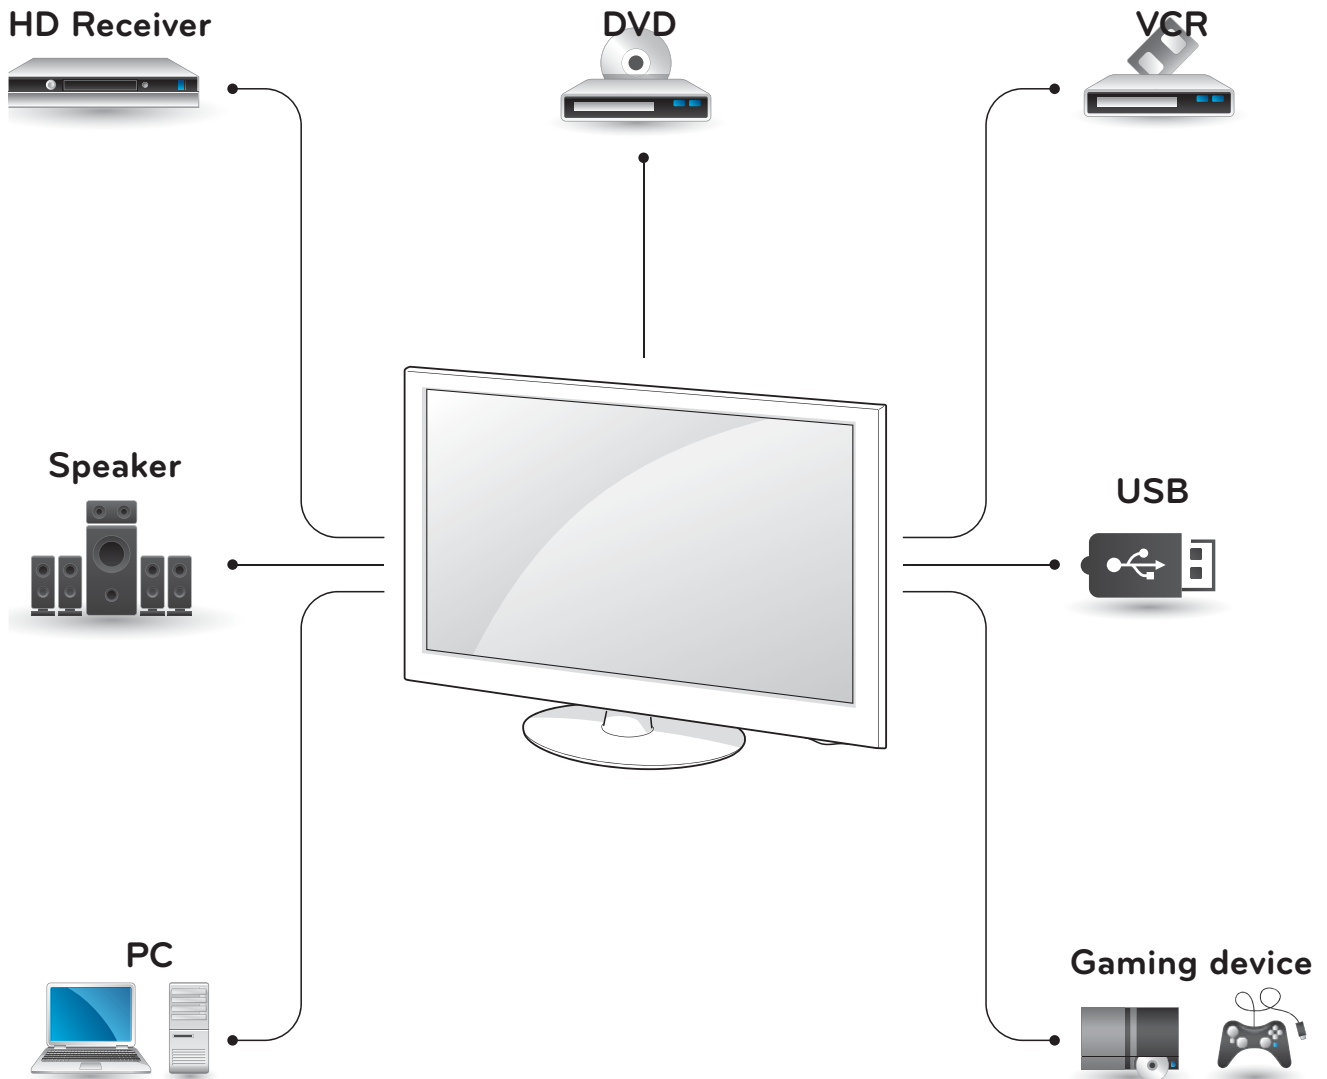 HD Receiver
DVD
VCR
Speaker
USB
PC
Gaming device